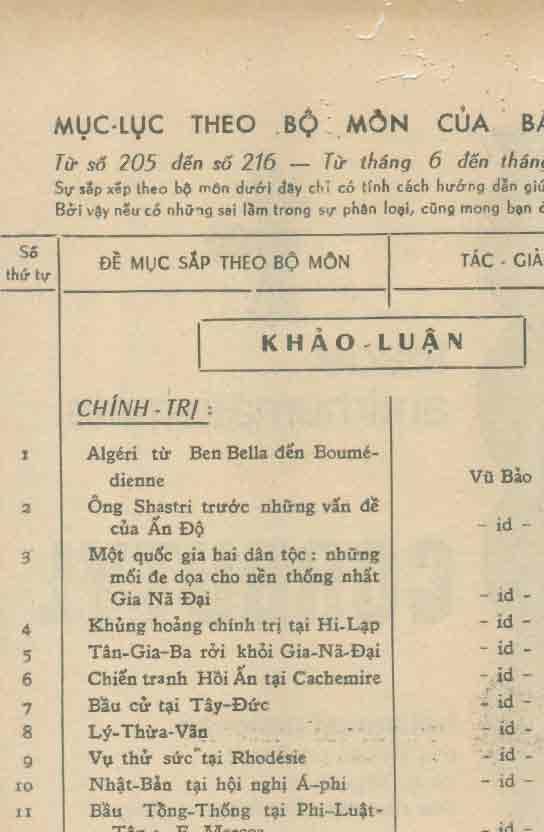 MỤC-LỤC THEO BỘ MÔN CỦA
Từ số 205 đến số 216 — Từ tháng 6 đến tháng
Sự sắp xếp theo bộ môn dưới đây chỉ có tính cách hướng dẫn
Bởi vậy nếu có những sai lầm trong sự phân loại, cũng mong bạn
Số thứ tự
ĐỀ MỤC SẮP THEO BỘ MÔN
TÁC - GIẢ
KHẢO-LUẬN
CHÍNH-TRỊ :
1 Algéri từ Ben Bella đến Boumé-
dienne Vũ Bảo
2 Ông Shastri trước những vấn đề
của Ấn Độ - id -
3 Một quốc gia hai dân tộc : những
mối đe dọa cho nền thống nhất
Gia Nã Đại - id -
4 Khủng hoảng chính trị tại Hi-Lạp - id -
5 Tân-Gia-Ba rời khỏi Gia-Nã-Đại - id -
6 Chiến tranh Hồi Ấn tại Cachemire - id -
7 Bầu cử tại Tây-Đức - id -
8 Lý-Thừa-Vãn - id -
9 Vụ thử sức tại Rhodésie - id -
10 Nhật-Bản tại hội nghị Á-phi - id -
11 Bầu Tổng-Thống tại Phi-Luật-